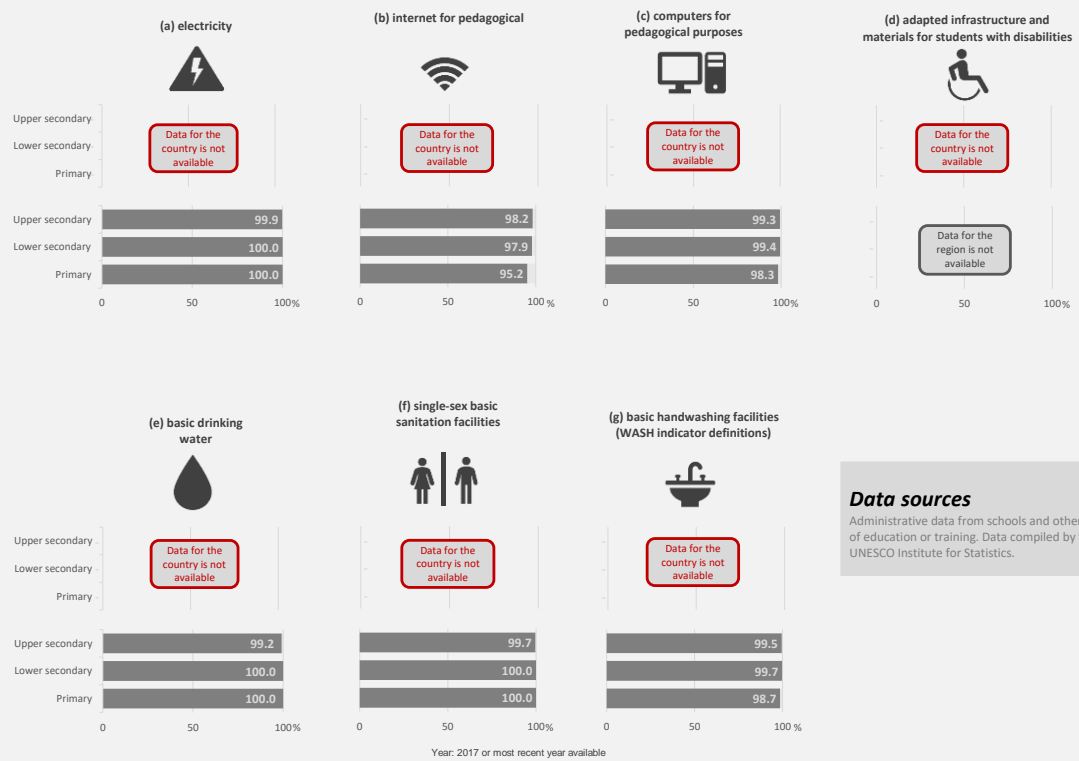 (a) electricity
(b) internet for pedagogical
(c) computers for
pedagogical purposes
(d) adapted infrastructure and
materials for students with disabilities
Upper secondary
Lower secondary
Primary
Data for the
country is not
available
Data for the
country is not
available
Data for the
country is not
available
Data for the
country is not
available
Upper secondary
Lower secondary
Primary
99.9
100.0
100.0
0 50 100%
98.2
97.9
95.2
0 50 100%
99.3
99.4
98.3
0 50 100%
Data for the
region is not
available
0 50 100%
(e) basic drinking
water
(f) single-sex basic
sanitation facilities
(g) basic handwashing facilities
(WASH indicator definitions)
Upper secondary
Lower secondary
Primary
Data for the
country is not
available
Data for the
country is not
available
Data for the
country is not
available
Upper secondary
Lower secondary
Primary
99.2
100.0
100.0
0 50 100%
99.7
100.0
100.0
0 50 100%
99.5
99.7
98.7
0 50 100%
Data sources
Administrative data from schools and other
of education or training. Data compiled by
UNESCO Institute for Statistics.
Year: 2017 or most recent year available